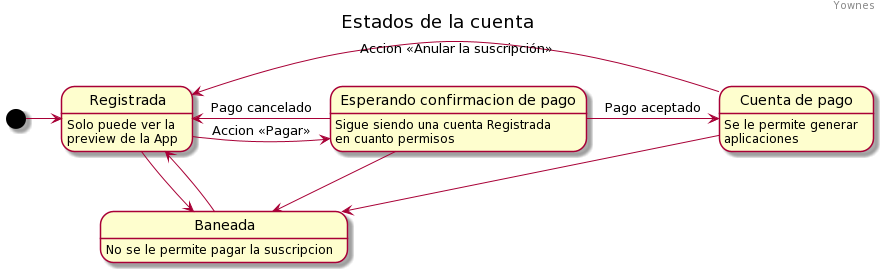 Yownes
Estados de la cuenta
Accion «Anular la suscripción»
Registrada
Solo puede ver la
preview de la App
Pago cancelado
Accion «Pagar»
Esperando confirmacion de pago
Sigue siendo una cuenta Registrada
en cuanto permisos
Pago aceptado
Cuenta de pago
Se le permite generar
aplicaciones
Baneada
No se le permite pagar la suscripcion